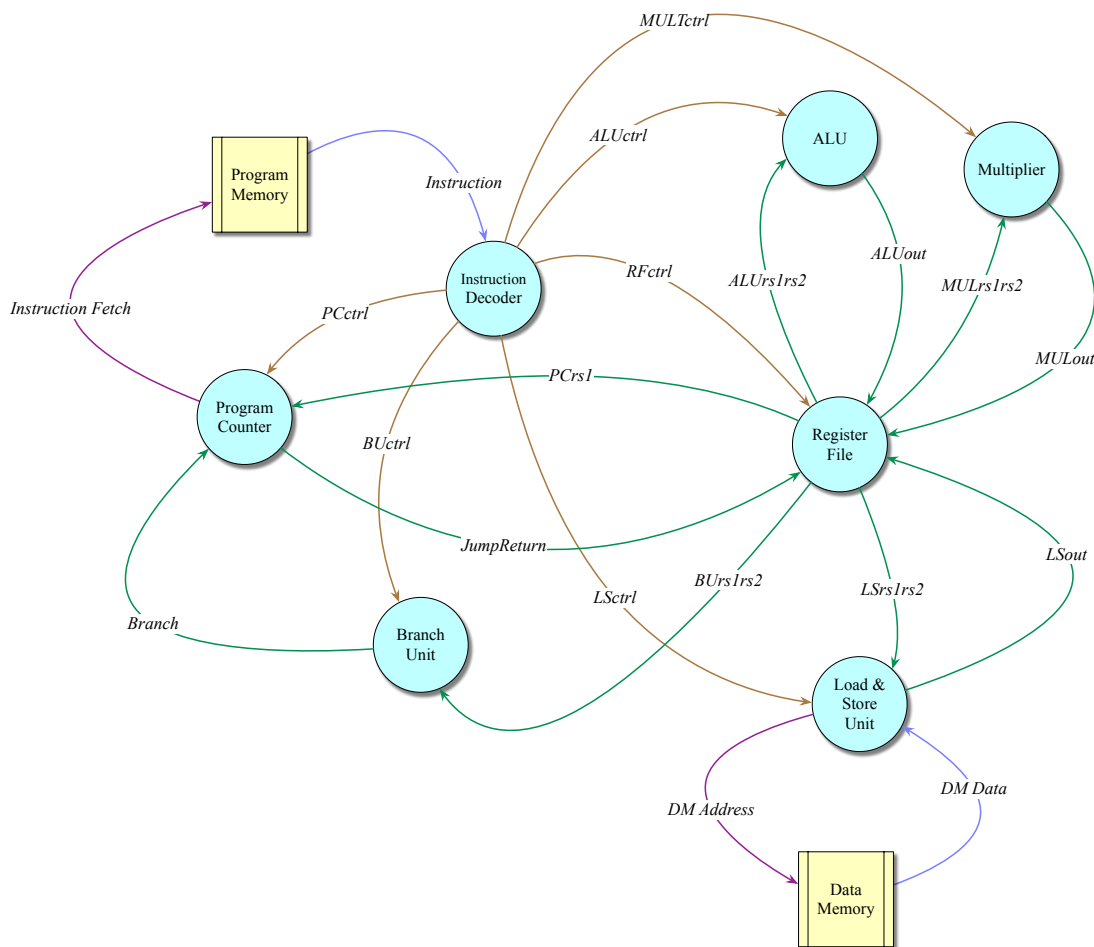 MULTctrl
ALUctrl
ALU
Program
Memory
Instruction
Multiplier
Instruction
Decoder
RFctrl
ALUout
ALUrs1rs2
MULrs1rs2
Instruction Fetch
PCctrl
MULout
PCrs1
Program
Counter
Register
File
BUctrl
JumpReturn
BUrs1rs2
LSout
LSrs1rs2
LSctrl
Branch
Branch
Unit
Load &
Store
Unit
DM Address
DM Data
Data
Memory